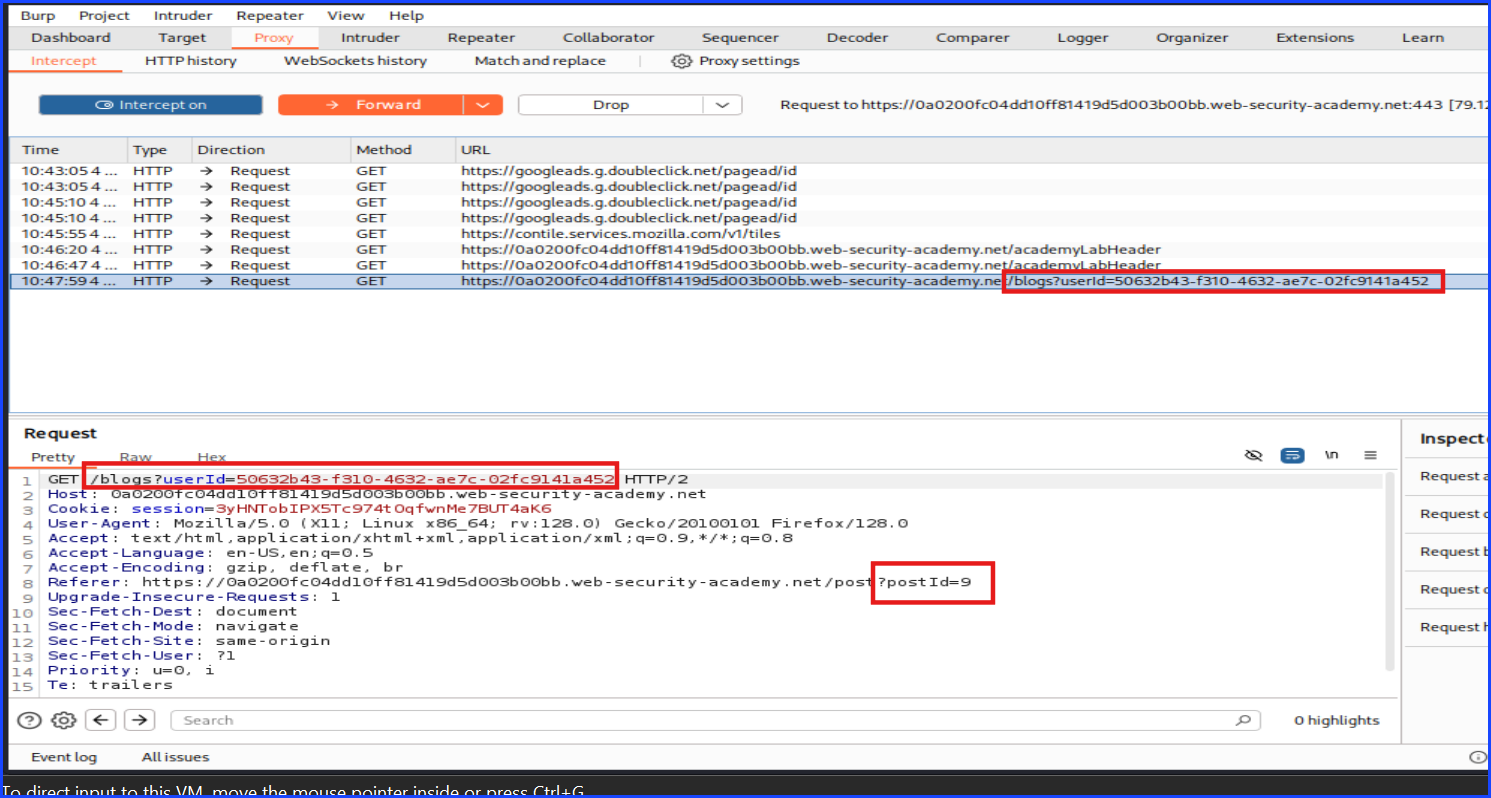 Burp Project Intruder Repeater View Help
Dashboard Target Proxy Intruder Repeater Collaborator Sequencer Decoder Comparer Logger Organizer Extensions Learn
Intercept HTTP history WebSockets history Match and replace Proxy settings
Intercept on Forward Drop Request to https://0a0200fc04dd10ff81419d5d003b00bb.web-security-academy.net:443 [79.12
Time Type Direction Method URL
10:43:05 4 ... HTTP → Request GET https://googleads.g.doubleclick.net/pagead/id
10:43:05 4 ... HTTP → Request GET https://googleads.g.doubleclick.net/pagead/id
10:45:10 4 ... HTTP → Request GET https://googleads.g.doubleclick.net/pagead/id
10:45:10 4 ... HTTP → Request GET https://googleads.g.doubleclick.net/pagead/id
10:45:55 4 ... HTTP → Request GET https://contile.services.mozilla.com/v1/tiles
10:46:20 4 ... HTTP → Request GET https://0a0200fc04dd10ff81419d5d003b00bb.web-security-academy.net/academyLabHeader
10:46:47 4 ... HTTP → Request GET https://0a0200fc04dd10ff81419d5d003b00bb.web-security-academy.net/academyLabHeader
10:47:59 4 ... HTTP → Request GET https://0a0200fc04dd10ff81419d5d003b00bb.web-security-academy.net/blogs?userId=50632b43-f310-4632-ae7c-02fc9141a452
Request
Inspect
Pretty Raw Hex
\n
1 GET /blogs?userId=50632b43-f310-4632-ae7c-02fc9141a452 HTTP/2
2 Host: 0a0200fc04dd10ff81419d5d003b00bb.web-security-academy.net
3 Cookie: session=3yHNTobIPX5Tc974tOqfwnMe7BUT4aK6
4 User-Agent: Mozilla/5.0 (X11; Linux x86_64; rv:128.0) Gecko/20100101 Firefox/128.0
5 Accept: text/html,application/xhtml+xml,application/xml;q=0.9,*/*;q=0.8
6 Accept-Language: en-US,en;q=0.5
7 Accept-Encoding: gzip, deflate, br
8 Referer: https://0a0200fc04dd10ff81419d5d003b00bb.web-security-academy.net/post?postId=9
9 Upgrade-Insecure-Requests: 1
10 Sec-Fetch-Dest: document
11 Sec-Fetch-Mode: navigate
12 Sec-Fetch-Site: same-origin
13 Sec-Fetch-User: ?1
14 Priority: u=0, i
15 Te: trailers
Request a
Request
Request b
Request
Request h
Search
0 highlights
Event log All issues
To direct input to this VM, move the mouse pointer inside or press Ctrl+G.